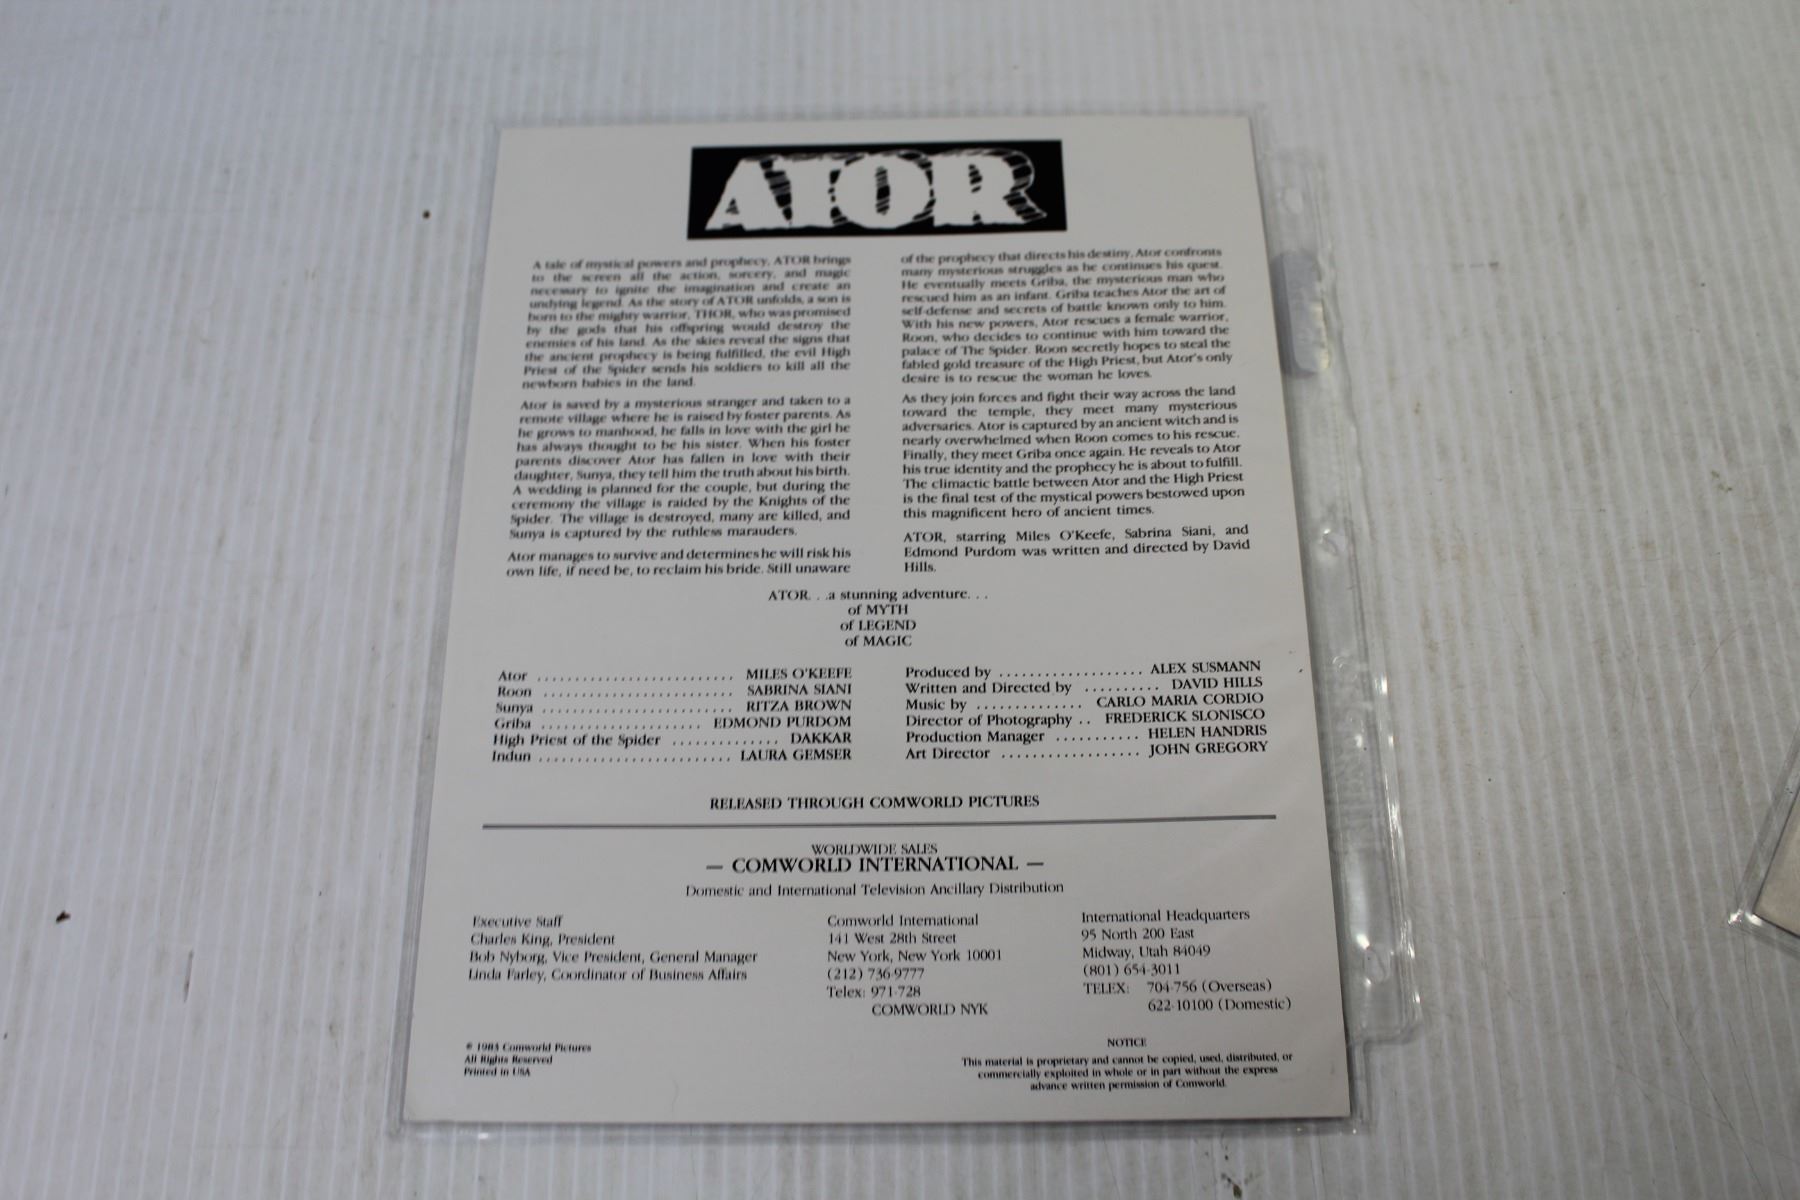 ATOR
A tale of mystical powers and prophecy, ATOR brings
to the screen all the action, sorcery, and magic
necessary to ignite the imagination and create an
undying legend. As the story of ATOR unfolds, a son is
born to the mighty warrior, THOR, who was promised
by the gods that his offspring would destroy the
enemies of his land. As the skies reveal the signs that
the ancient prophecy is being fulfilled, the evil High
Priest of the Spider sends his soldiers to kill all the
newborn babies in the land.
Ator is saved by a mysterious stranger and taken to a
remote village where he is raised by foster parents. As
he grows to manhood, he falls in love with the girl he
has always thought to be his sister. When his foster
parents discover Ator has fallen in love with their
daughter, Sunya, they tell him the truth about his birth.
A wedding is planned for the couple, but during the
ceremony the village is raided by the Knights of the
Spider. The village is destroyed, many are killed, and
Sunya is captured by the ruthless marauders.
Ator manages to survive and determines he will risk his
own life, if need be, to reclaim his bride. Still unaware
of the prophecy that directs his destiny, Ator confronts
many mysterious struggles as he continues his quest.
He eventually meets Griba, the mysterious man who
rescued him as an infant. Griba teaches Ator the art of
self-defense and secrets of battle known only to him.
With his new powers, Ator rescues a female warrior,
Roon, who decides to continue with him toward the
palace of The Spider. Roon secretly hopes to steal the
fabled gold treasure of the High Priest, but Ator's only
desire is to rescue the woman he loves.
As they join forces and fight their way across the land
toward the temple, they meet many mysterious
adversaries. Ator is captured by an ancient witch and is
nearly overwhelmed when Roon comes to his rescue.
Finally, they meet Griba once again. He reveals to Ator
his true identity and the prophecy he is about to fulfill.
The climactic battle between Ator and the High Priest
is the final test of the mystical powers bestowed upon
this magnificent hero of ancient times.
ATOR, starring Miles O'Keefe, Sabrina Siani, and
Edmond Purdom was written and directed by David
Hills.
ATOR. . .a stunning adventure. . .
of MYTH
of LEGEND
of MAGIC
Ator .......................... MILES O'KEEFE
Roon ......................... SABRINA SIANI
Sunya ......................... RITZA BROWN
Griba ..................... EDMOND PURDOM
High Priest of the Spider .............. DAKKAR
Indun ......................... LAURA GEMSER
Produced by ................... ALEX SUSMANN
Written and Directed by .......... DAVID HILLS
Music by .............. CARLO MARIA CORDIO
Director of Photography .. FREDERICK SLONISCO
Production Manager ........... HELEN HANDRIS
Art Director .................. JOHN GREGORY
RELEASED THROUGH COMWORLD PICTURES
WORLDWIDE SALES
— COMWORLD INTERNATIONAL —
Domestic and International Television Ancillary Distribution
Executive Staff
Charles King, President
Bob Nyborg, Vice President, General Manager
Linda Farley, Coordinator of Business Affairs
Comworld International
141 West 28th Street
New York, New York 10001
(212) 736-9777
Telex: 971-728
COMWORLD NYK
International Headquarters
95 North 200 East
Midway, Utah 84049
(801) 654-3011
TELEX: 704-756 (Overseas)
622-10100 (Domestic)
© 1983 Comworld Pictures
All Rights Reserved
Printed in USA
NOTICE
This material is proprietary and cannot be copied, used, distributed, or
commercially exploited in whole or in part without the express
advance written permission of Comworld.